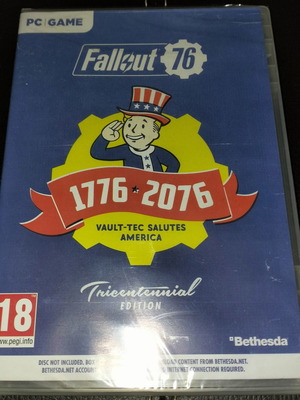 PC GAME
Fallout 76
1776 ★ 2076
VAULT-TEC SALUTES
AMERICA
Tricentennial
EDITION
18
www.pegi.info
Bethesda
DISC NOT INCLUDED. CONTENT FROM BETHESDA.NET.
BETHESDA.NET INTERNET CONNECTION REQUIRED.